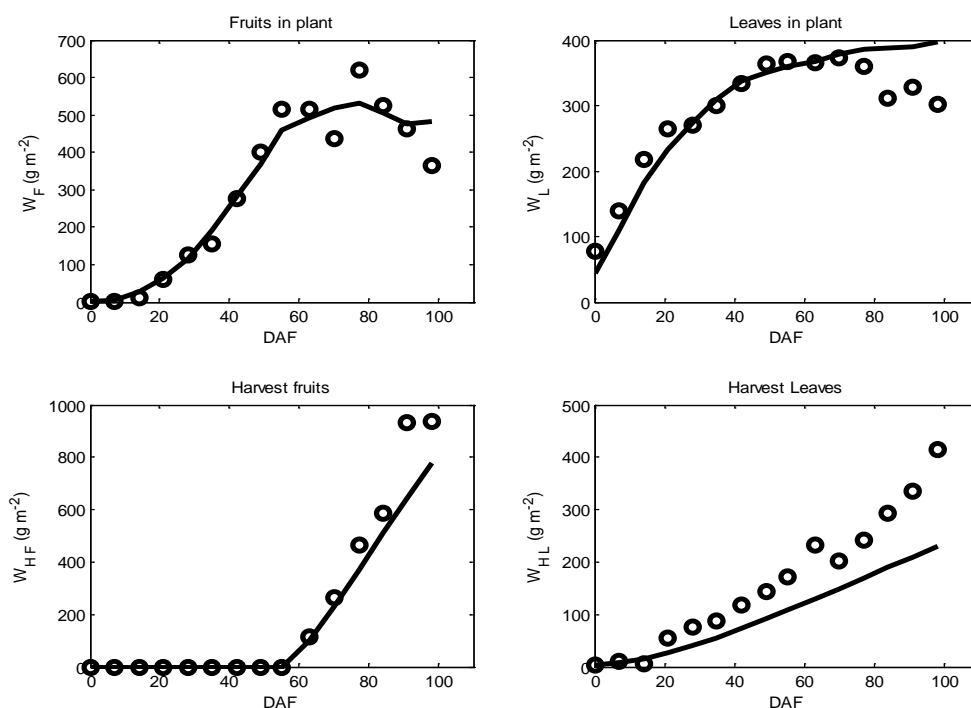 Fruits in plant
700
600
500
400
300
200
100
0
W_F (g m^-2)
0 20 40 60 80 100
DAF
Leaves in plant
400
300
200
100
0
W_L (g m^-2)
0 20 40 60 80 100
DAF
Harvest fruits
1000
800
600
400
200
0
W_HF (g m^-2)
0 20 40 60 80 100
DAF
Harvest Leaves
500
400
300
200
100
0
W_HL (g m^-2)
0 20 40 60 80 100
DAF